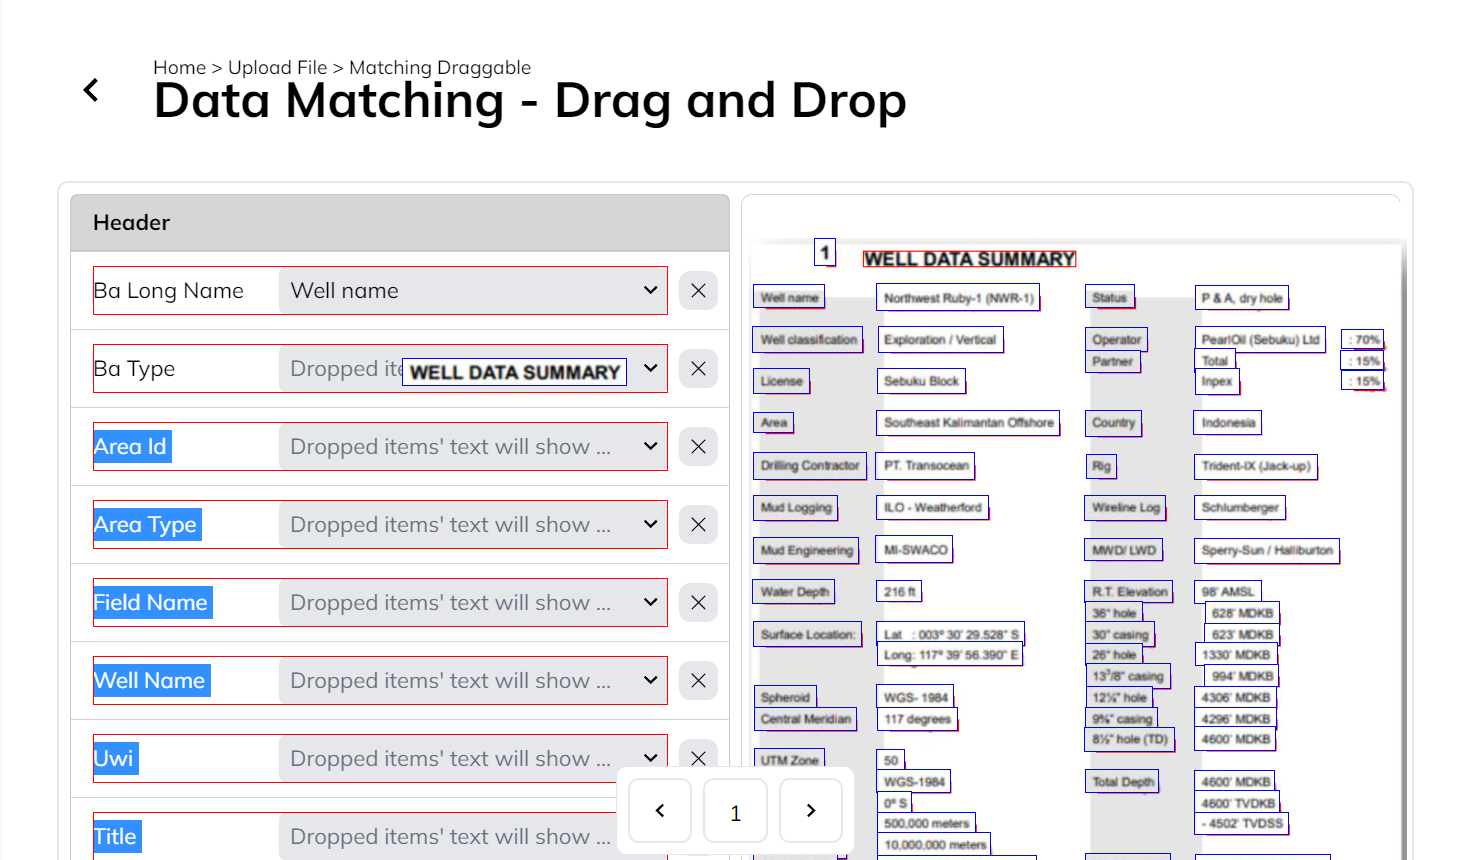 Home > Upload File > Matching Draggable
Data Matching - Drag and Drop
Header
Ba Long Name Well name
Ba Type Dropped ite
WELL DATA SUMMARY
Area Id Dropped items' text will show ...
Area Type Dropped items' text will show ...
Field Name Dropped items' text will show ...
Well Name Dropped items' text will show ...
Uwi Dropped items' text will show ...
Title Dropped items' text will show ...
1
1 WELL DATA SUMMARY
Well name Northwest Ruby-1 (NWR-1) Status P & A, dry hole
Well classification Exploration / Vertical Operator PearlOil (Sebuku) Ltd : 70%
Partner Total : 15%
License Sebuku Block Inpex : 15%
Area Southeast Kalimantan Offshore Country Indonesia
Drilling Contractor PT. Transocean Rig Trident-IX (Jack-up)
Mud Logging ILO - Weatherford Wireline Log Schlumberger
Mud Engineering MI-SWACO MWD/ LWD Sperry-Sun / Halliburton
Water Depth 216 ft R.T. Elevation 98' AMSL
36" hole 628' MDKB
Surface Location: Lat : 003º 30' 29.528" S 30" casing 623' MDKB
Long: 117º 39' 56.390" E 26" hole 1330' MDKB
13³/8" casing 994' MDKB
Spheroid WGS- 1984 12¼" hole 4306' MDKB
Central Meridian 117 degrees 9⅝" casing 4296' MDKB
8½" hole (TD) 4600' MDKB
UTM Zone 50
WGS-1984 Total Depth 4600' MDKB
0º S 4600' TVDKB
500,000 meters - 4502' TVDSS
10,000,000 meters